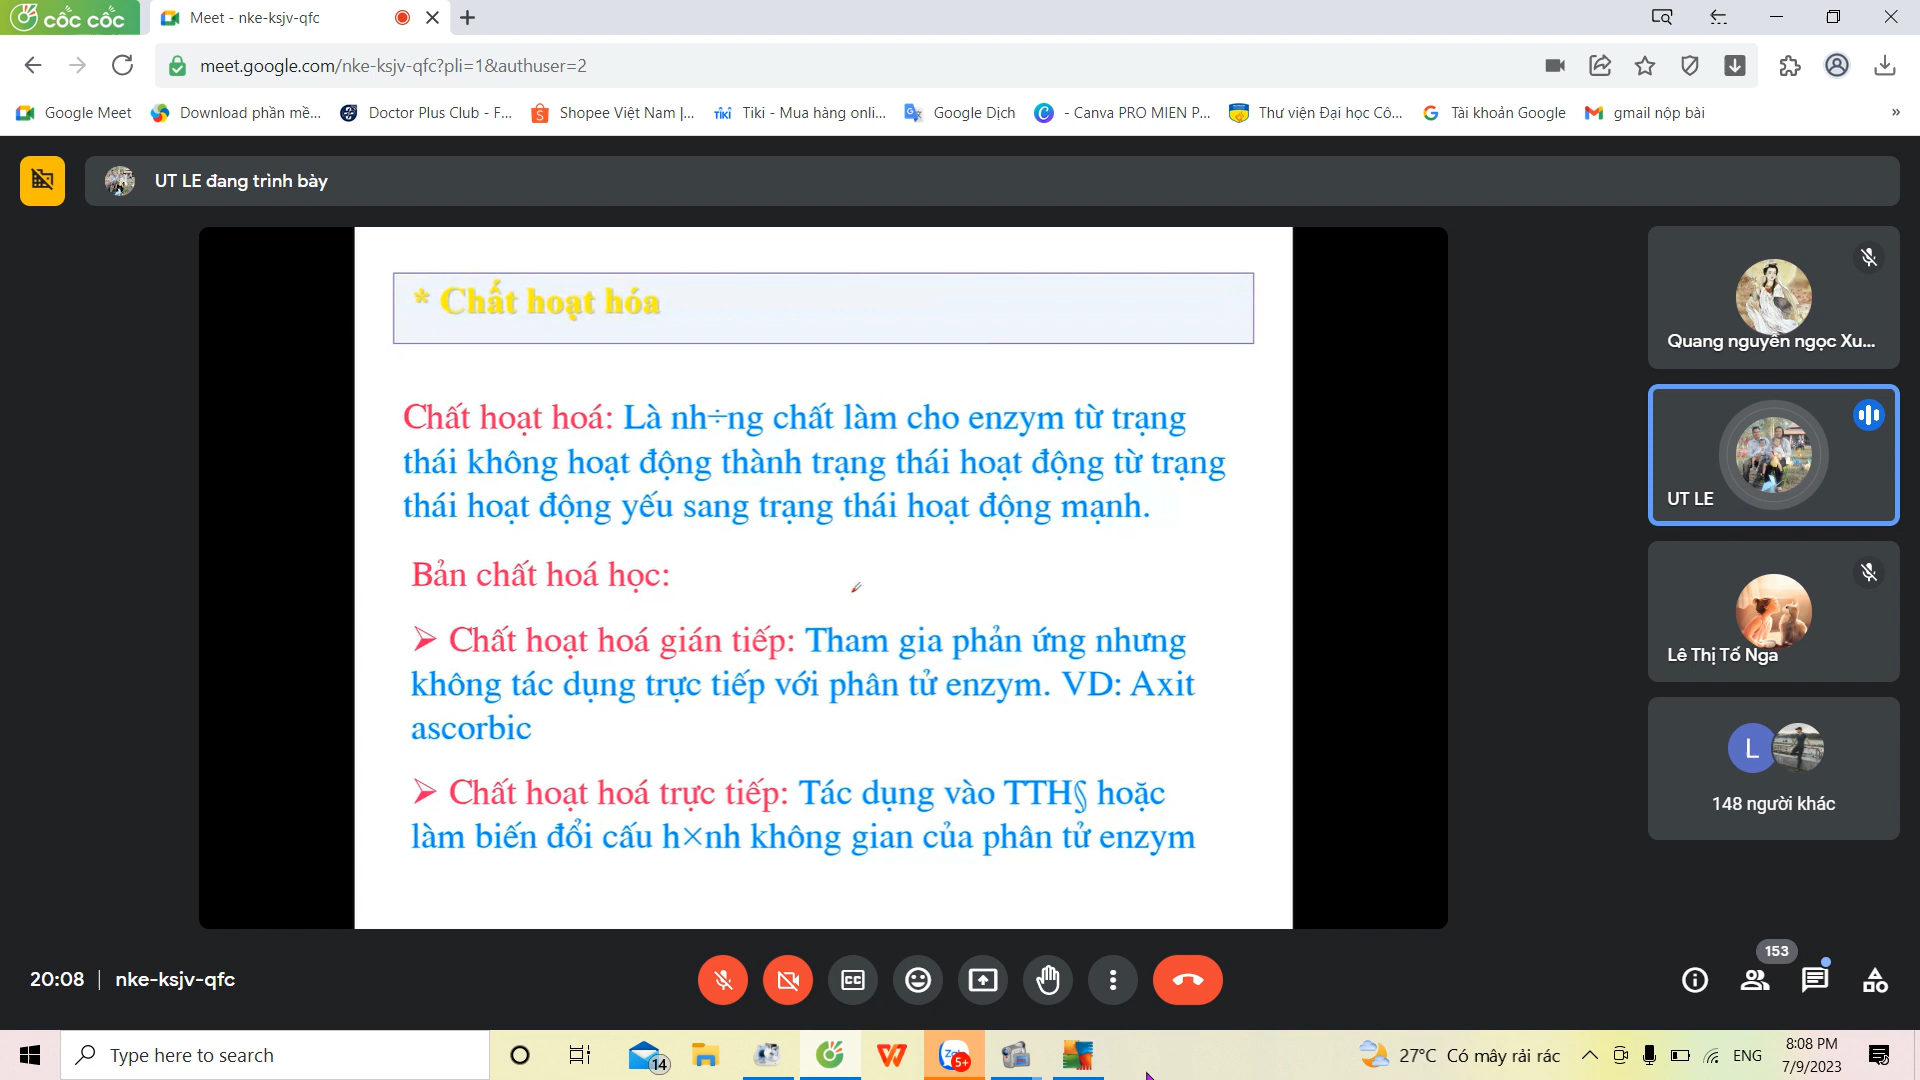 cốc cốc
Meet - nke-ksjv-qfc
meet.google.com/nke-ksjv-qfc?pli=1&authuser=2
Google Meet
Download phần mề...
Doctor Plus Club - F...
Shopee Việt Nam |...
Tiki - Mua hàng onli...
Google Dịch
- Canva PRO MIEN P...
Thư viện Đại học Cô...
Tài khoản Google
gmail nộp bài
»
UT LE đang trình bày
* Chất hoạt hóa
Chất hoạt hoá: Là nh÷ng chất làm cho enzym từ trạng
thái không hoạt động thành trạng thái hoạt động từ trạng
thái hoạt động yếu sang trạng thái hoạt động mạnh.
Bản chất hoá học:
➢ Chất hoạt hoá gián tiếp: Tham gia phản ứng nhưng
không tác dụng trực tiếp với phân tử enzym. VD: Axit
ascorbic
➢ Chất hoạt hoá trực tiếp: Tác dụng vào TTH§ hoặc
làm biến đổi cấu h×nh không gian của phân tử enzym
Quang nguyễn ngọc Xu...
UT LE
Lê Thị Tố Nga
L
148 người khác
20:08 | nke-ksjv-qfc
CC
153
Type here to search
14
Zalo
5+
27°C Có mây rải rác
ENG
8:08 PM
7/9/2023